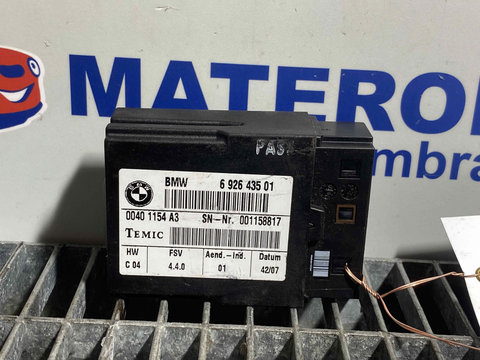 MATERO
mbra
PAS
BMW 6 926 435 01
0040 1154 A3 SN-Nr. 001158817
TEMIC
HW FSV Aend.-Ind. Datum
C 04 4.4.0 01 42/07